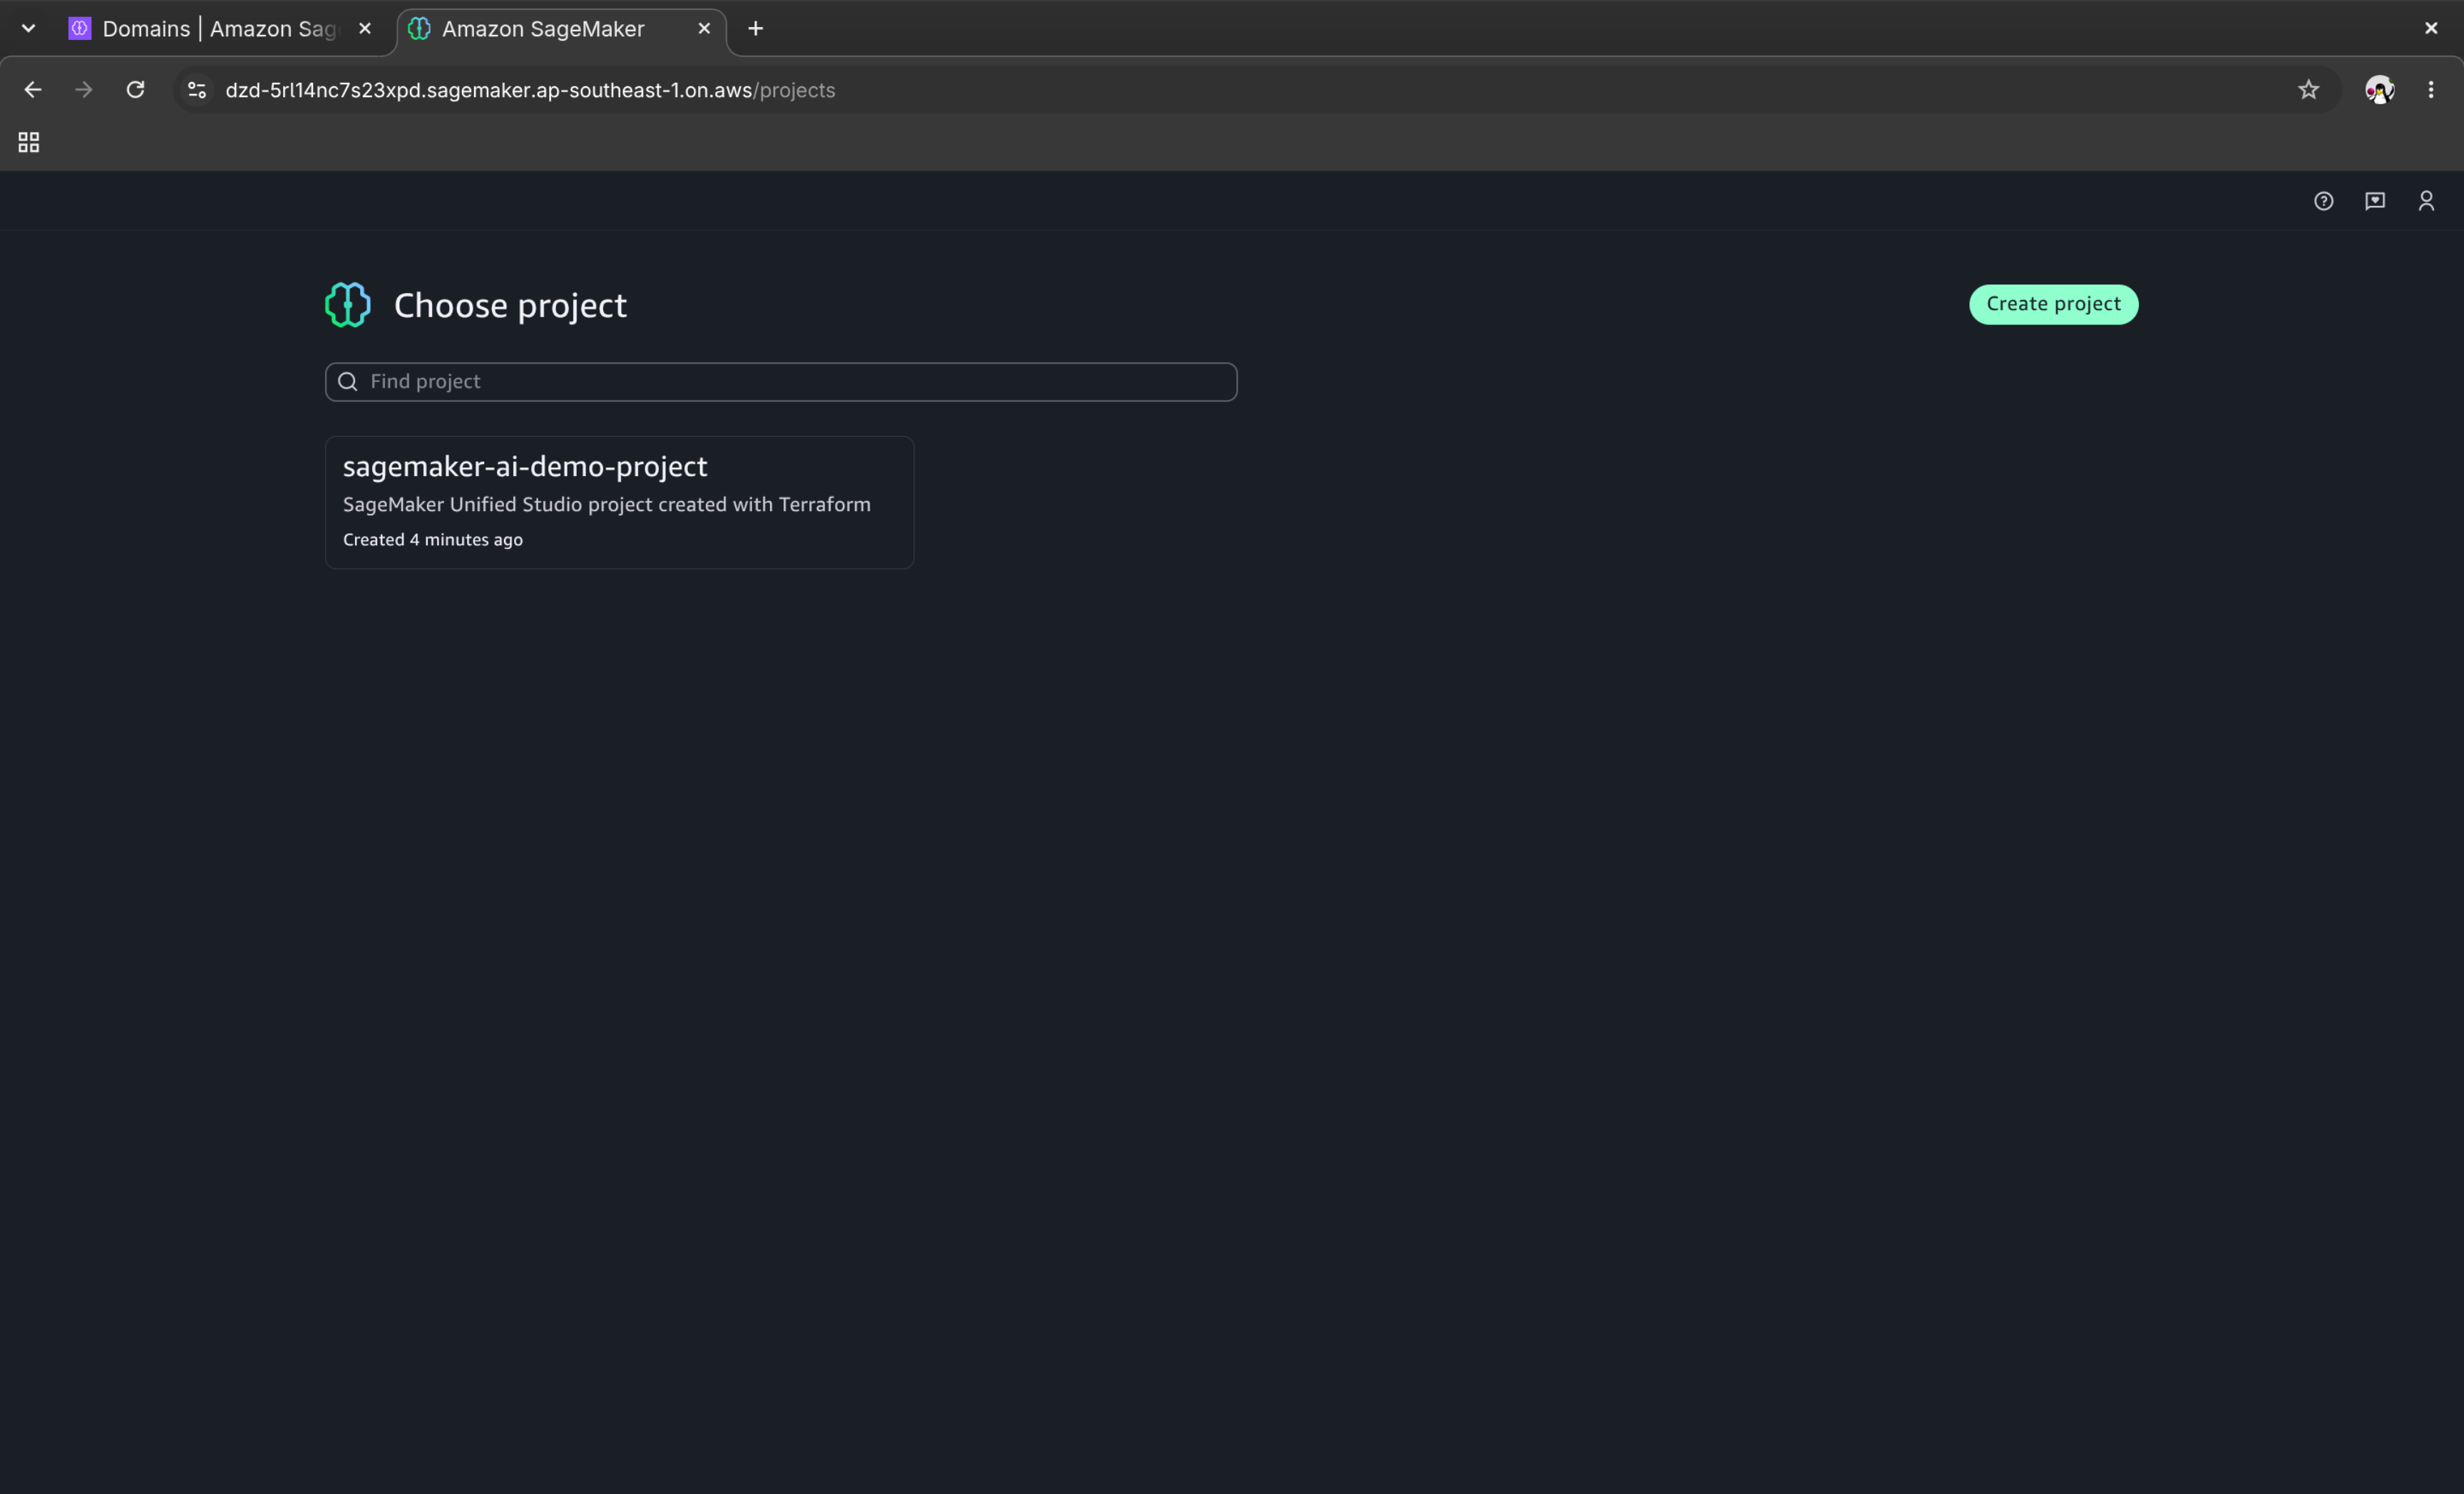 Domains | Amazon Sag
Amazon SageMaker
dzd-5rl14nc7s23xpd.sagemaker.ap-southeast-1.on.aws/projects
Choose project
Create project
Find project
sagemaker-ai-demo-project
SageMaker Unified Studio project created with Terraform
Created 4 minutes ago